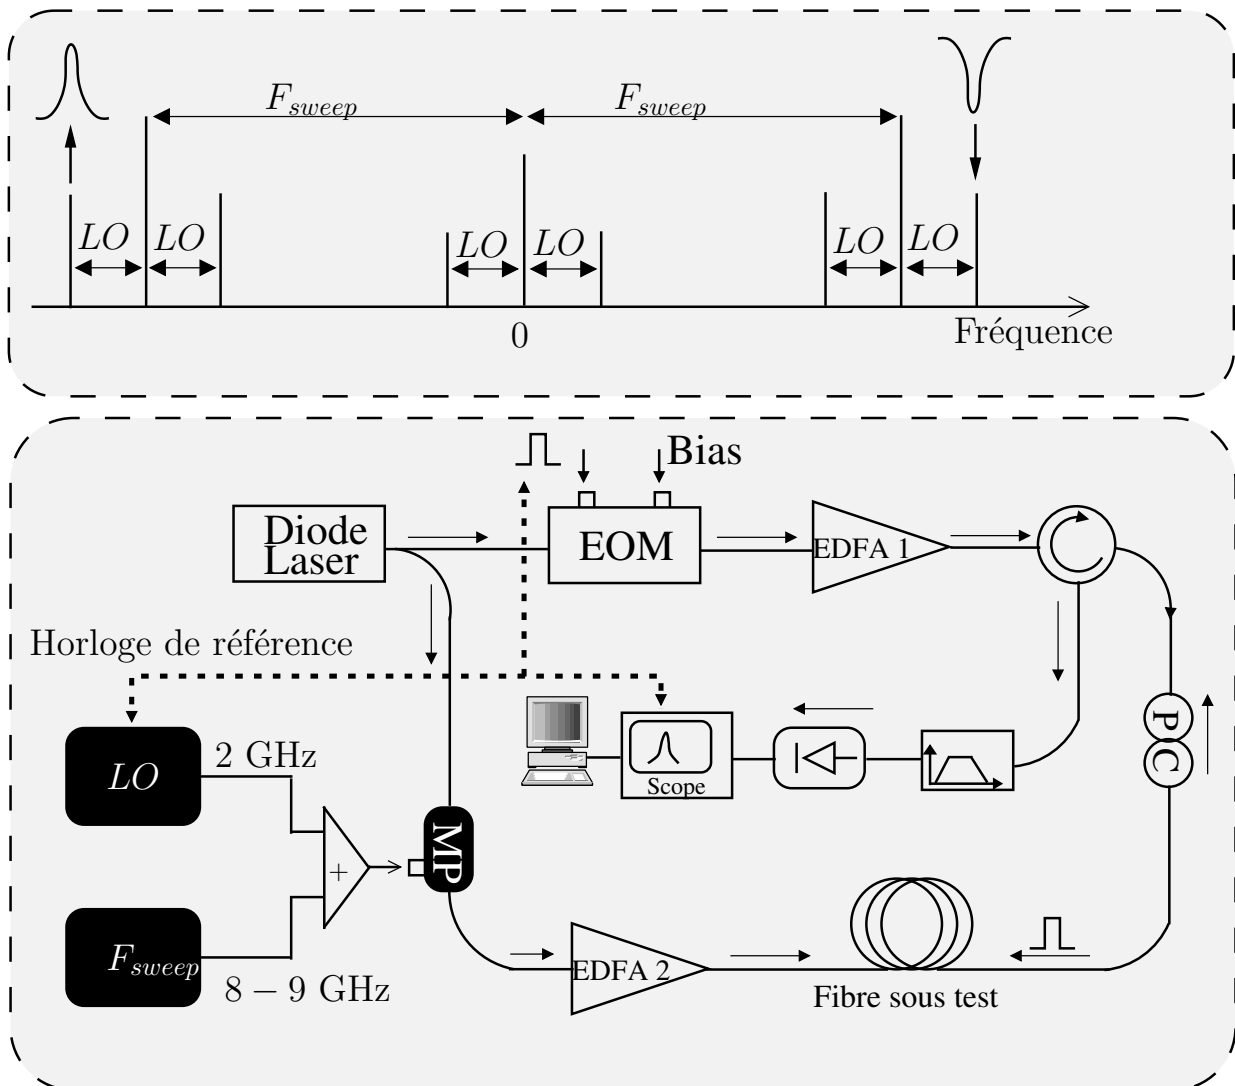 F_sweep F_sweep
LO LO LO LO LO LO
0
Fréquence
Bias
Diode
Laser
EOM
EDFA 1
Horloge de référence
PC
LO
2 GHz
Scope
MP
+
F_sweep
8 − 9 GHz
EDFA 2
Fibre sous test